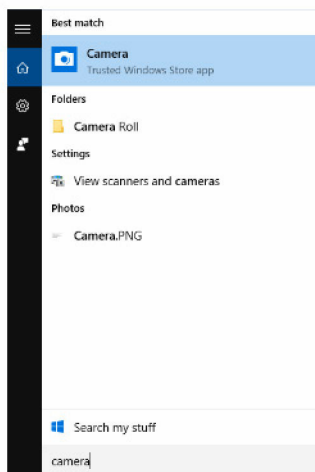 Best match
Camera
Trusted Windows Store app
Folders
Camera Roll
Settings
View scanners and cameras
Photos
Camera.PNG
Search my stuff
camera